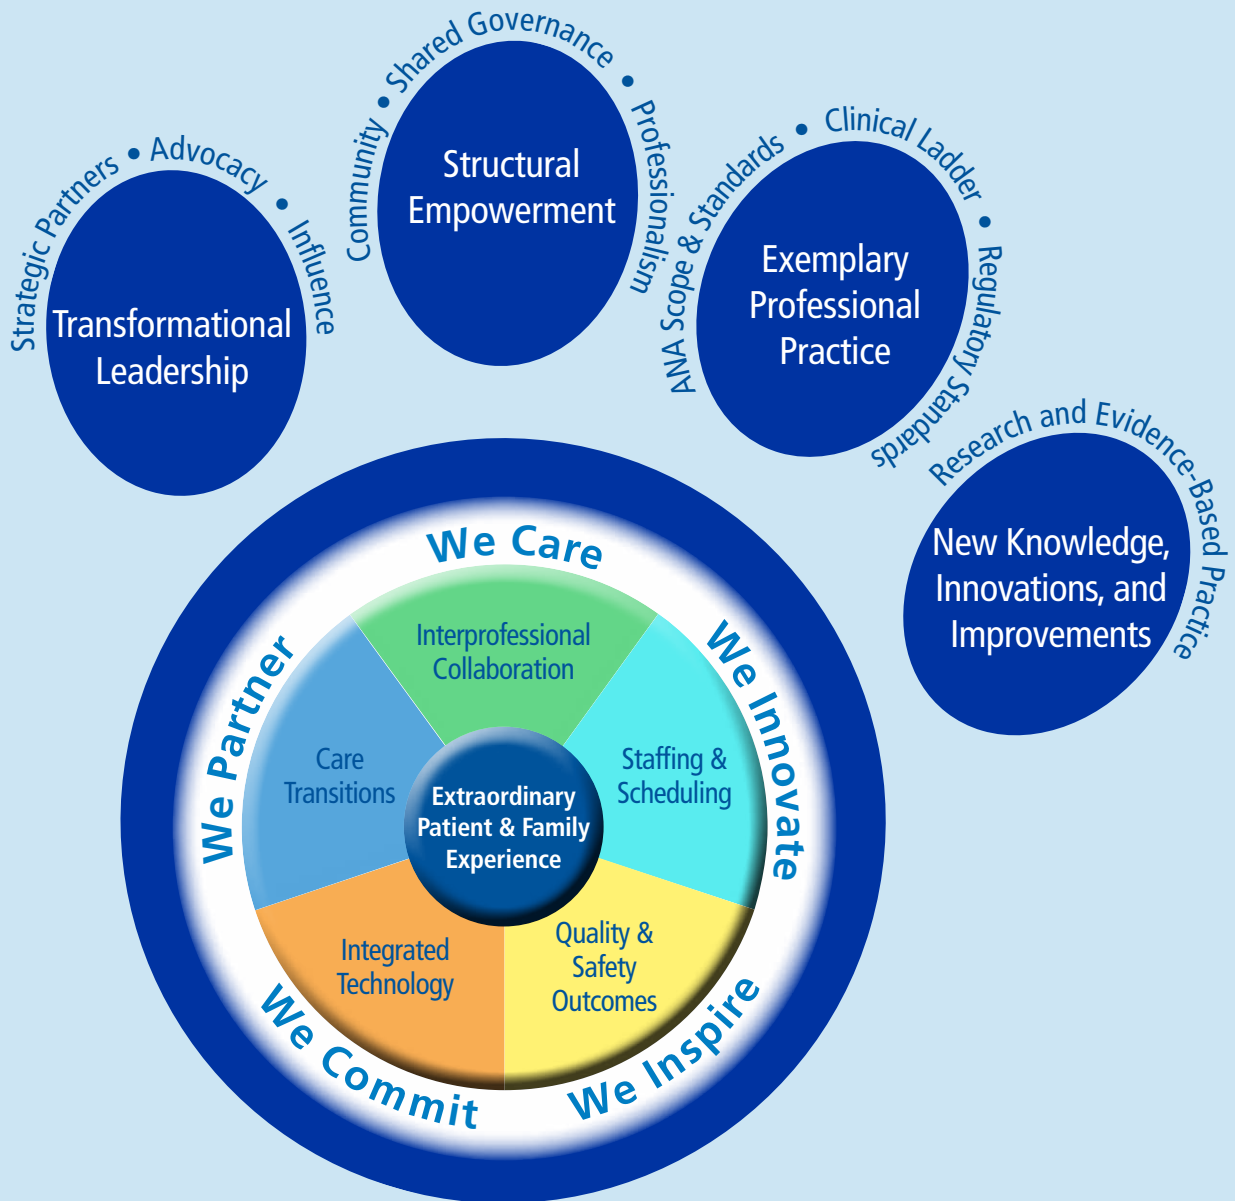 Strategic Partners • Advocacy • Influence
Transformational
Leadership
Community • Shared Governance • Professionalism
Structural
Empowerment
ANA Scope & Standards • Clinical Ladder • Regulatory Standards
Exemplary
Professional
Practice
Research and Evidence-Based Practice
New Knowledge,
Innovations, and
Improvements
We Care
We Innovate
We Inspire
We Commit
We Partner
Interprofessional
Collaboration
Staffing &
Scheduling
Quality &
Safety
Outcomes
Integrated
Technology
Care
Transitions
Extraordinary
Patient & Family
Experience